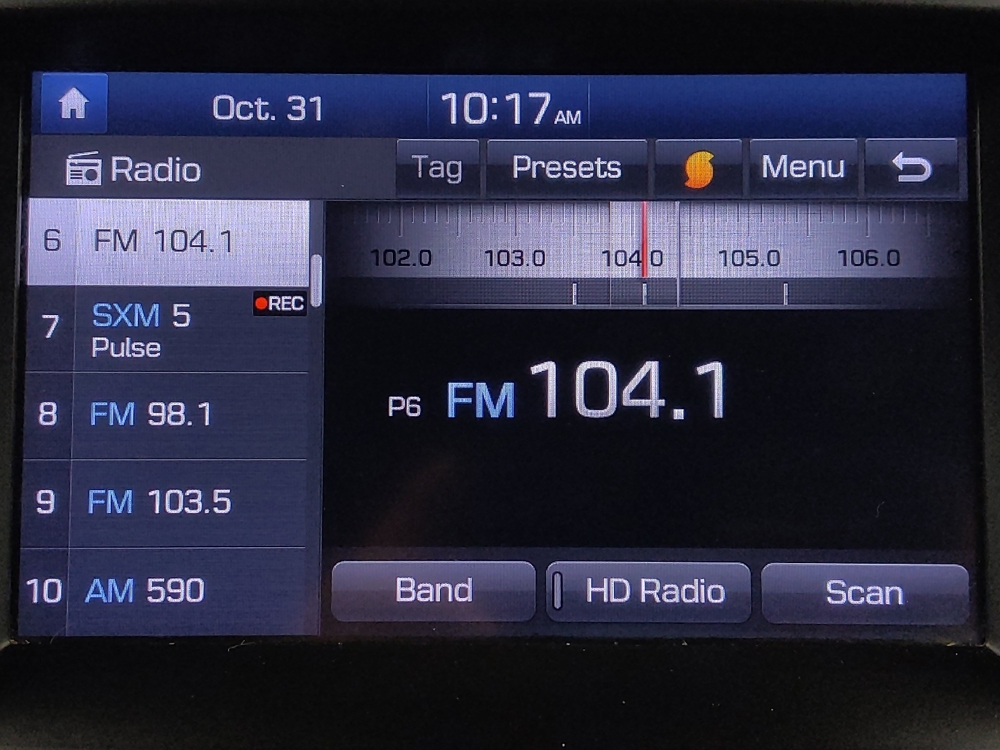 Oct. 31 10:17 AM
Radio Tag Presets Menu
6 FM 104.1
7 SXM 5 REC
Pulse
8 FM 98.1
9 FM 103.5
10 AM 590
102.0 103.0 104.0 105.0 106.0
P6 FM 104.1
Band HD Radio Scan